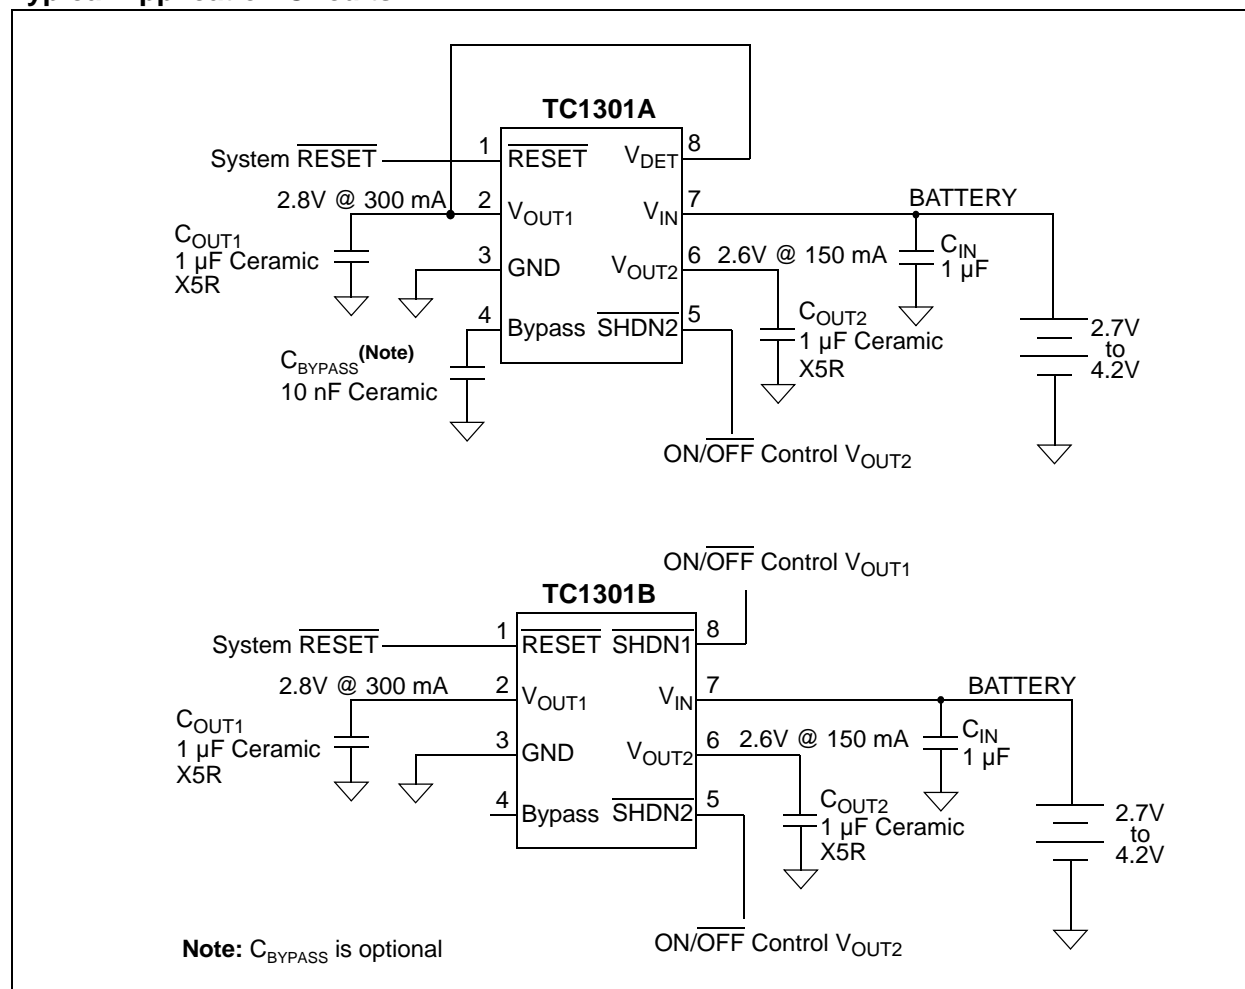 TC1301A
System RESET
1
RESET
VDET
8
2.8V @ 300 mA
2
VOUT1
VIN
7
BATTERY
COUT1
1 µF Ceramic
X5R
3
GND
VOUT2
6
2.6V @ 150 mA
CIN
1 µF
4
Bypass
SHDN2
5
COUT2
1 µF Ceramic
X5R
2.7V
to
4.2V
CBYPASS(Note)
10 nF Ceramic
ON/OFF Control VOUT2
ON/OFF Control VOUT1
TC1301B
System RESET
1
RESET
SHDN1
8
2.8V @ 300 mA
2
VOUT1
VIN
7
BATTERY
COUT1
1 µF Ceramic
X5R
3
GND
VOUT2
6
2.6V @ 150 mA
CIN
1 µF
4
Bypass
SHDN2
5
COUT2
1 µF Ceramic
X5R
2.7V
to
4.2V
Note: CBYPASS is optional
ON/OFF Control VOUT2